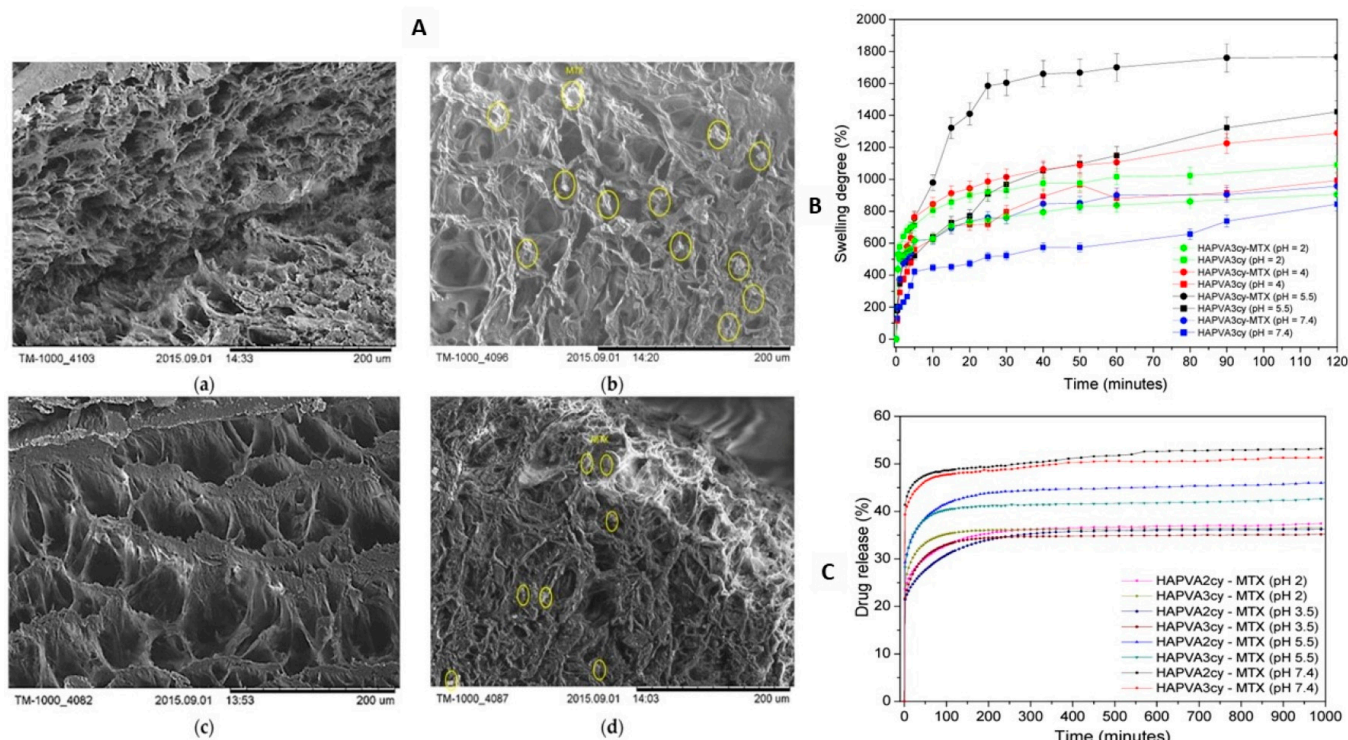 A
MTX
TM-1000_4103 2015.09.01 14:33 200 um
(a)
TM-1000_4096 2015.09.01 14:20 200 um
(b)
TM-1000_4082 13:53 200 um
(c)
TM-1000_4087 2015.09.01 14:03 200 um
(d)
B
Swelling degree (%)
2000
1800
1600
1400
1200
1000
800
600
400
200
0
HAPVA3cy-MTX (pH = 2)
HAPVA3cy (pH = 2)
HAPVA3cy-MTX (pH = 4)
HAPVA3cy (pH = 4)
HAPVA3cy-MTX (pH = 5.5)
HAPVA3cy (pH = 5.5)
HAPVA3cy-MTX (pH = 7.4)
HAPVA3cy (pH = 7.4)
0 10 20 30 40 50 60 70 80 90 100 110 120
Time (minutes)
C
Drug release (%)
60
50
40
30
20
10
0
HAPVA2cy - MTX (pH 2)
HAPVA3cy - MTX (pH 2)
HAPVA2cy - MTX (pH 3.5)
HAPVA3cy - MTX (pH 3.5)
HAPVA2cy - MTX (pH 5.5)
HAPVA3cy - MTX (pH 5.5)
HAPVA2cy - MTX (pH 7.4)
HAPVA3cy - MTX (pH 7.4)
0 100 200 300 400 500 600 700 800 900 1000
Time (minutes)